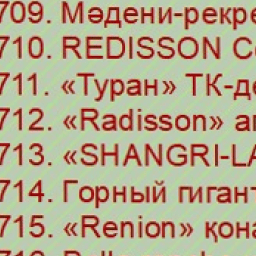 709. Мәдени-рекре
710. REDISSON Co
711. «Туран» ТК-де
712. «Radisson»
713. «SHANGRI-LA
714. Горный гигант
715. «Renion» қона